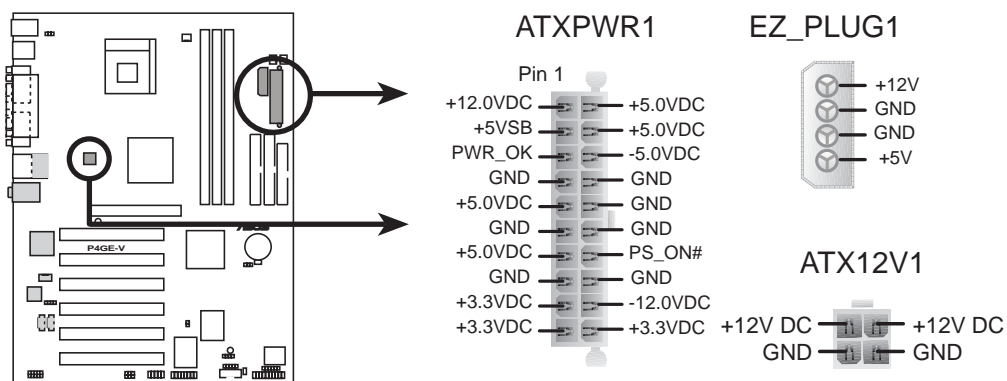 ATXPWR1
EZ_PLUG1
Pin 1
+12.0VDC +5.0VDC
+5VSB +5.0VDC
PWR_OK -5.0VDC
GND GND
+5.0VDC GND
GND GND
+5.0VDC PS_ON#
GND GND
+3.3VDC -12.0VDC
+3.3VDC +3.3VDC
+12V
GND
GND
+5V
ATX12V1
+12V DC +12V DC
GND GND
P4GE-V